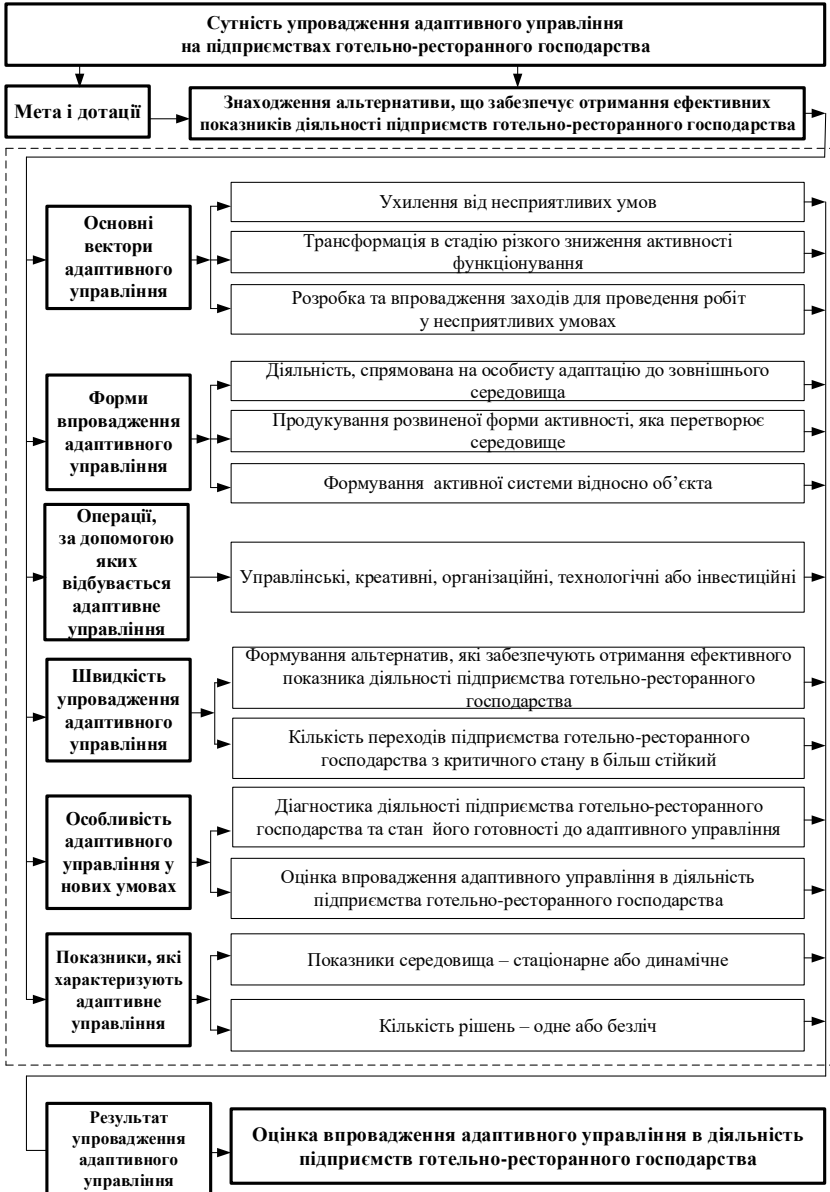 Сутність упровадження адаптивного управління
на підприємствах готельно-ресторанного господарства
Мета і дотації
Знаходження альтернативи, що забезпечує отримання ефективних
показників діяльності підприємств готельно-ресторанного господарства
Основні
вектори
адаптивного
управління
Ухилення від несприятливих умов
Трансформація в стадію різкого зниження активності
функціонування
Розробка та впровадження заходів для проведення робіт
у несприятливих умовах
Форми
впровадження
адаптивного
управління
Діяльність, спрямована на особисту адаптацію до зовнішнього
середовища
Продукування розвиненої форми активності, яка перетворює
середовище
Формування активної системи відносно об’єкта
Операції,
за допомогою
яких
відбувається
адаптивне
управління
Управлінські, креативні, організаційні, технологічні або інвестиційні
Швидкість
упровадження
адаптивного
управління
Формування альтернатив, які забезпечують отримання ефективного
показника діяльності підприємства готельно-ресторанного
господарства
Кількість переходів підприємства готельно-ресторанного
господарства з критичного стану в більш стійкий
Особливість
адаптивного
управління у
нових умовах
Діагностика діяльності підприємства готельно-ресторанного
господарства та стан його готовності до адаптивного управління
Оцінка впровадження адаптивного управління в діяльність
підприємства готельно-ресторанного господарства
Показники, які
характеризують
адаптивне
управління
Показники середовища – стаціонарне або динамічне
Кількість рішень – одне або безліч
Результат
упровадження
адаптивного
управління
Оцінка впровадження адаптивного управління в діяльність
підприємств готельно-ресторанного господарства